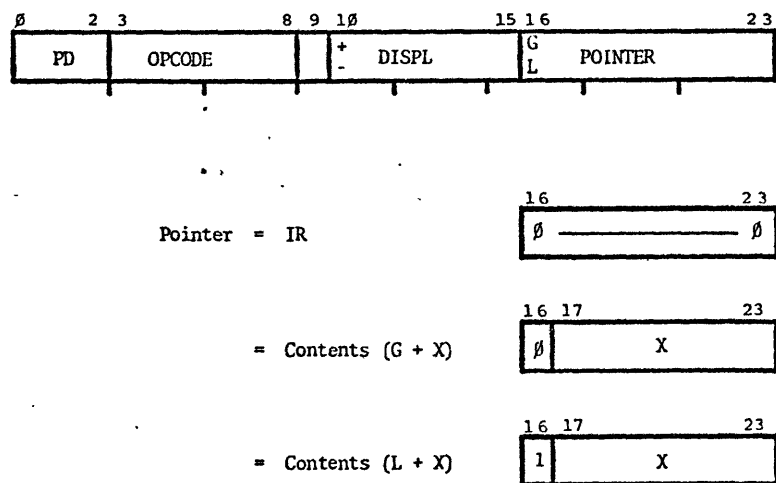 Ø 2 3 8 9 1Ø 15 16 23
PD OPCODE + - DISPL G L POINTER
16 23
Pointer = IR Ø Ø
16 17 23
= Contents (G + X) Ø X
16 17 23
= Contents (L + X) 1 X